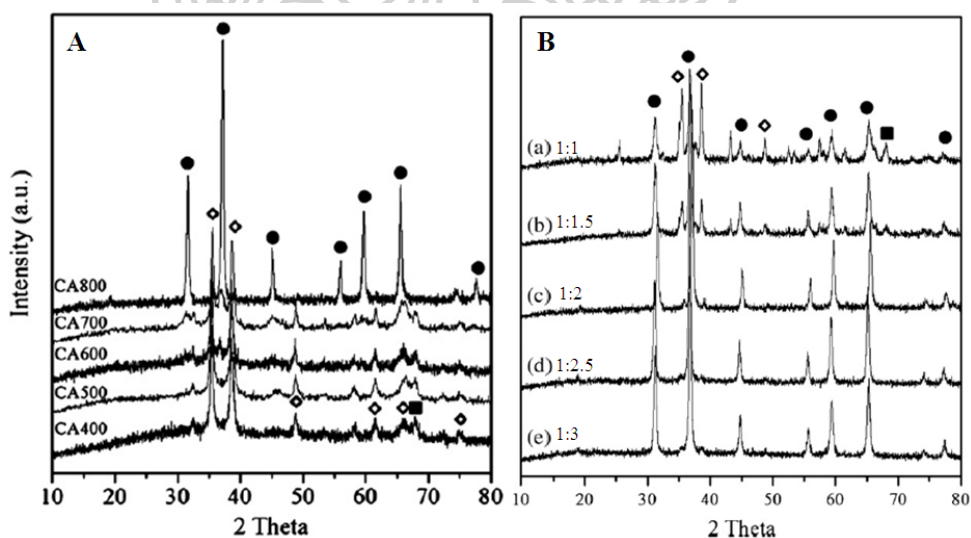 A
Intensity (a.u.)
CA800
CA700
CA600
CA500
CA400
10 20 30 40 50 60 70 80
2 Theta
B
(a) 1:1
(b) 1:1.5
(c) 1:2
(d) 1:2.5
(e) 1:3
10 20 30 40 50 60 70 80
2 Theta